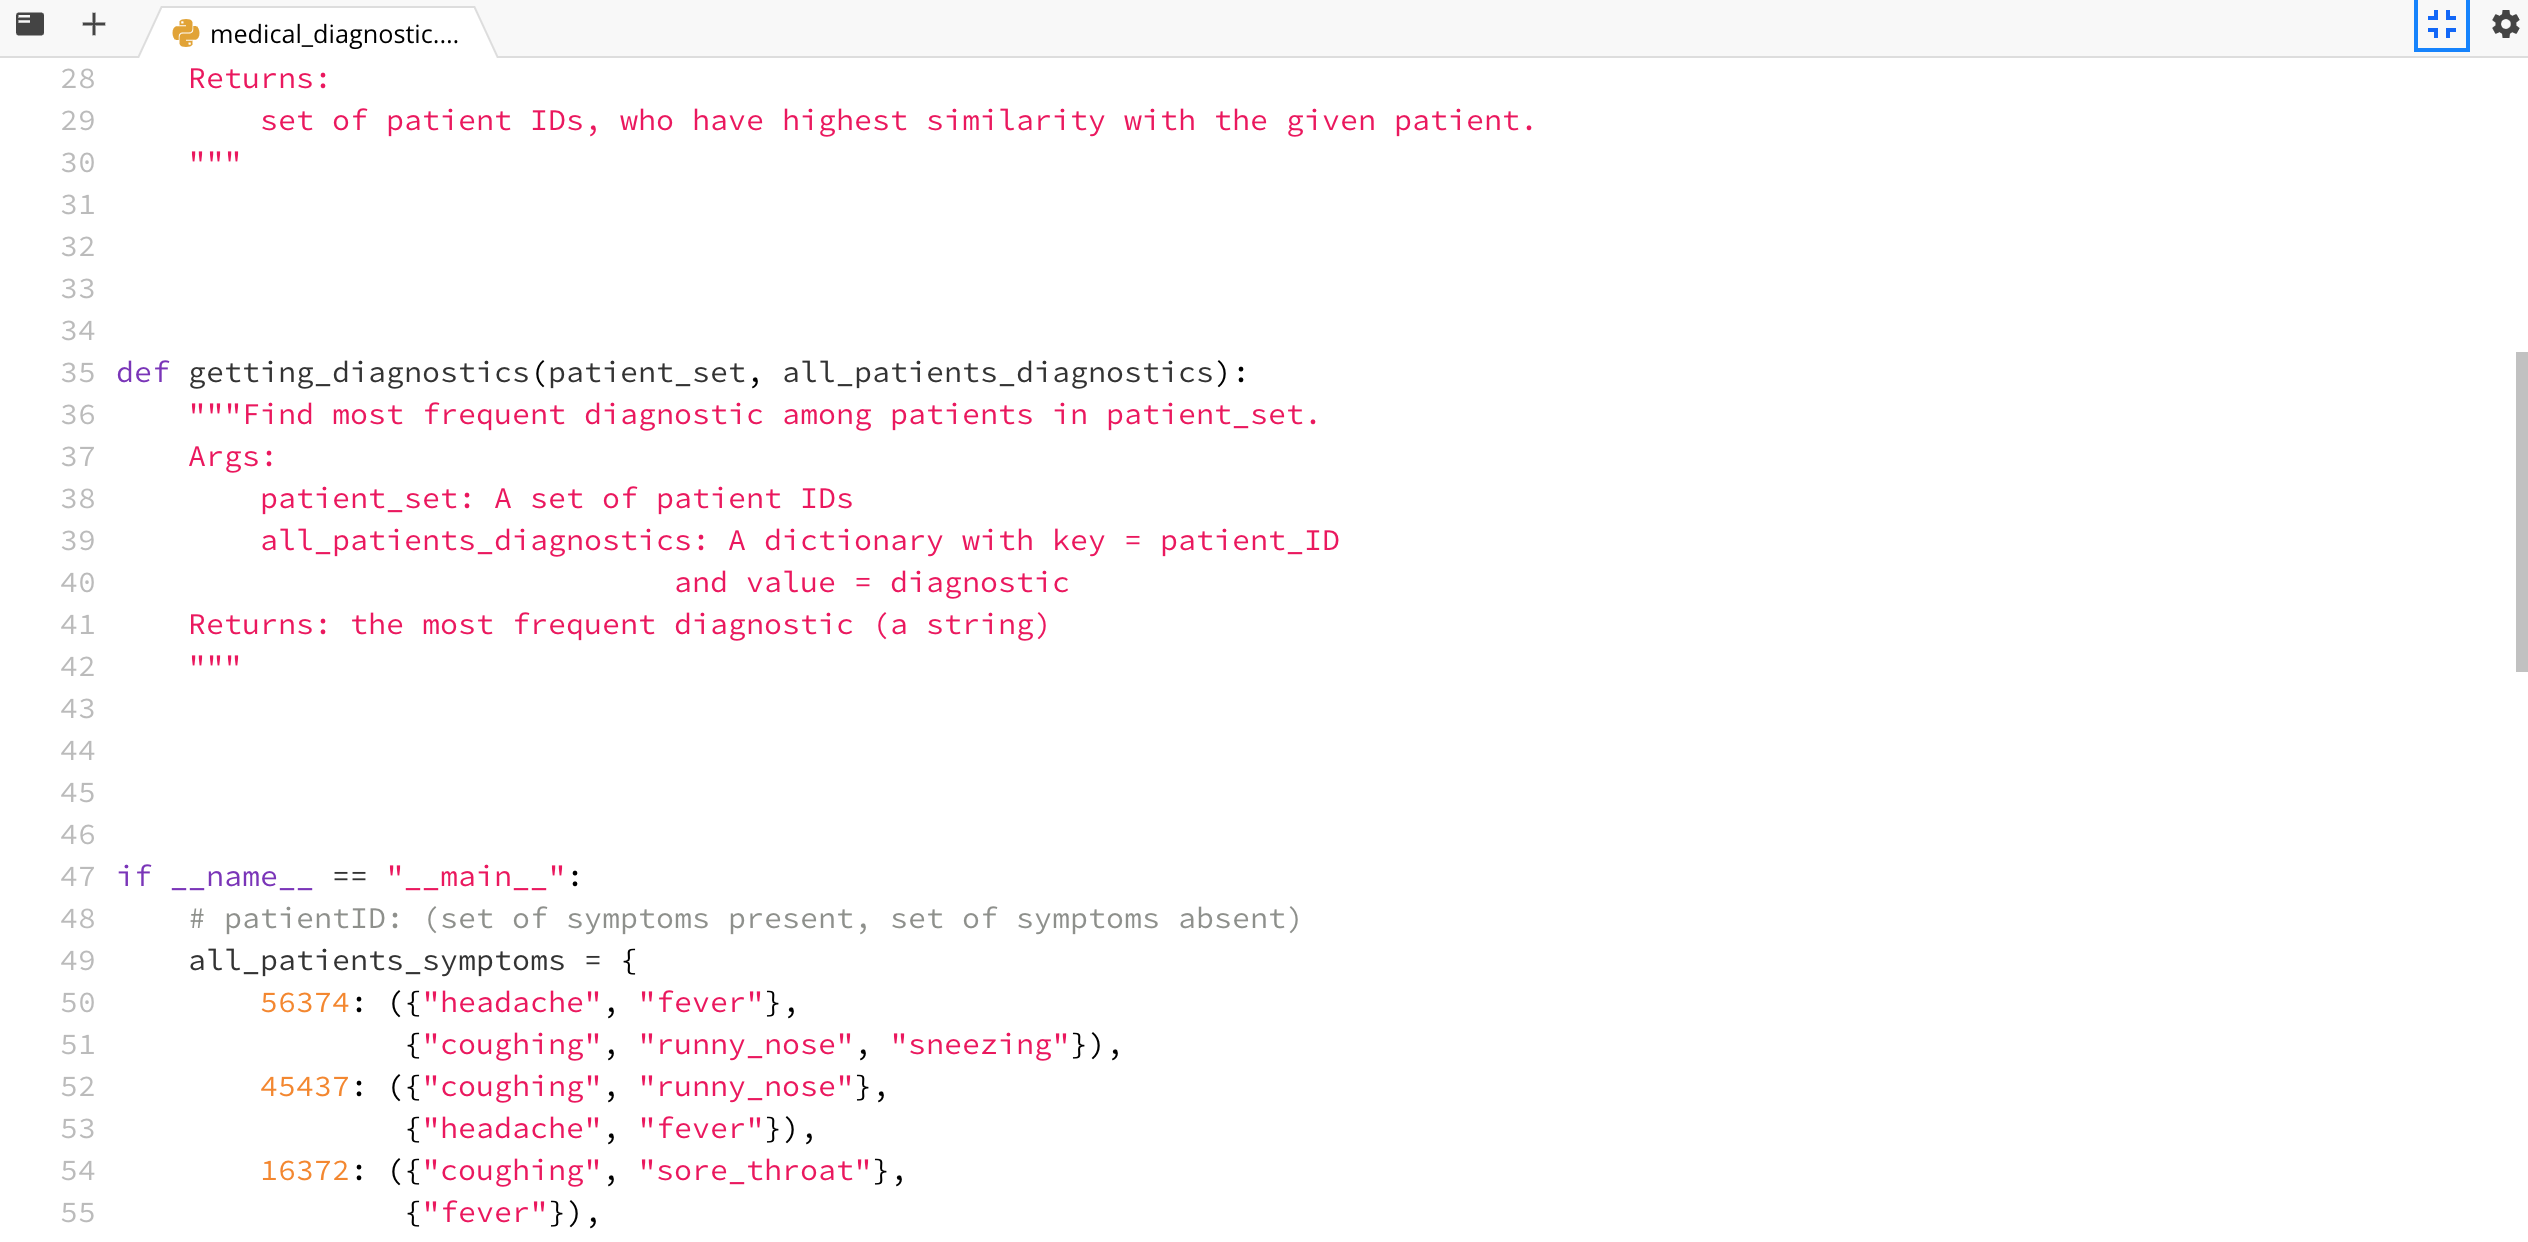 medical_diagnostic....
28     Returns:
29         set of patient IDs, who have highest similarity with the given patient.
30     """
31
32
33
34
35 def getting_diagnostics(patient_set, all_patients_diagnostics):
36     """Find most frequent diagnostic among patients in patient_set.
37     Args:
38         patient_set: A set of patient IDs
39         all_patients_diagnostics: A dictionary with key = patient_ID
40                                and value = diagnostic
41     Returns: the most frequent diagnostic (a string)
42     """
43
44
45
46
47 if __name__ == "__main__":
48     # patientID: (set of symptoms present, set of symptoms absent)
49     all_patients_symptoms = {
50         56374: ({"headache", "fever"},
51                 {"coughing", "runny_nose", "sneezing"}),
52         45437: ({"coughing", "runny_nose"},
53                 {"headache", "fever"}),
54         16372: ({"coughing", "sore_throat"},
55                 {"fever"}),